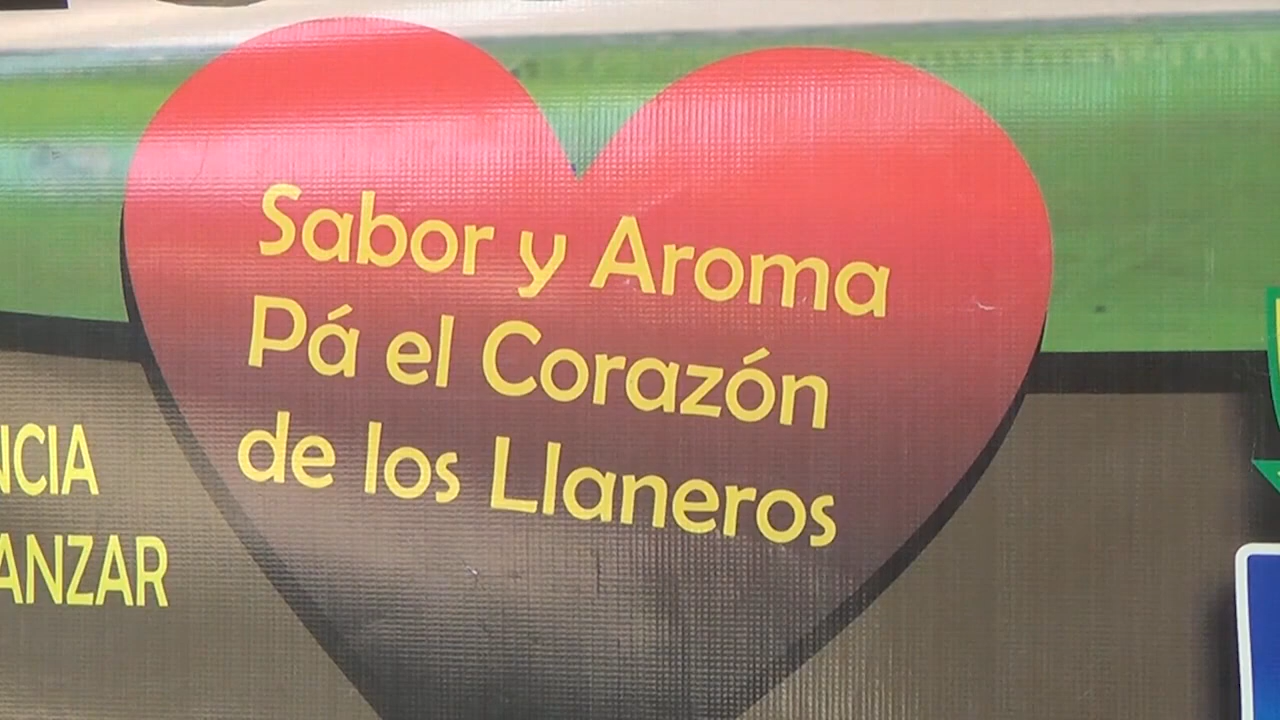 Sabor y Aroma
Pá el Corazón
de los Llaneros
NCIA
ANZAR